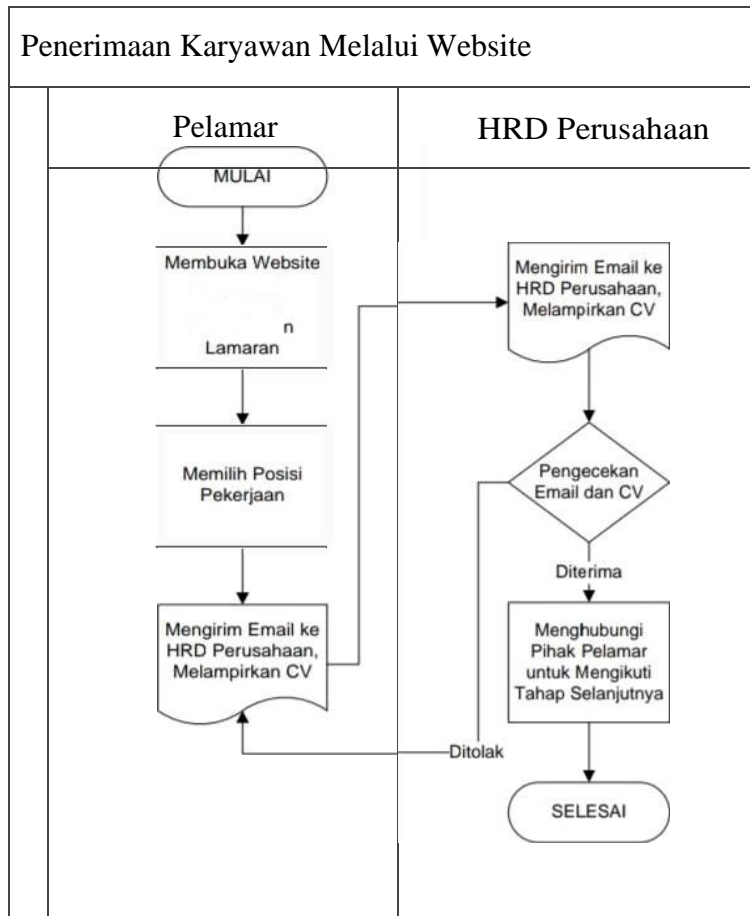 Penerimaan Karyawan Melalui Website
Pelamar
HRD Perusahaan
MULAI
Membuka Website
n
Lamaran
Memilih Posisi
Pekerjaan
Mengirim Email ke
HRD Perusahaan,
Melampirkan CV
Mengirim Email ke
HRD Perusahaan,
Melampirkan CV
Pengecekan
Email dan CV
Diterima
Ditolak
Menghubungi
Pihak Pelamar
untuk Mengikuti
Tahap Selanjutnya
SELESAI